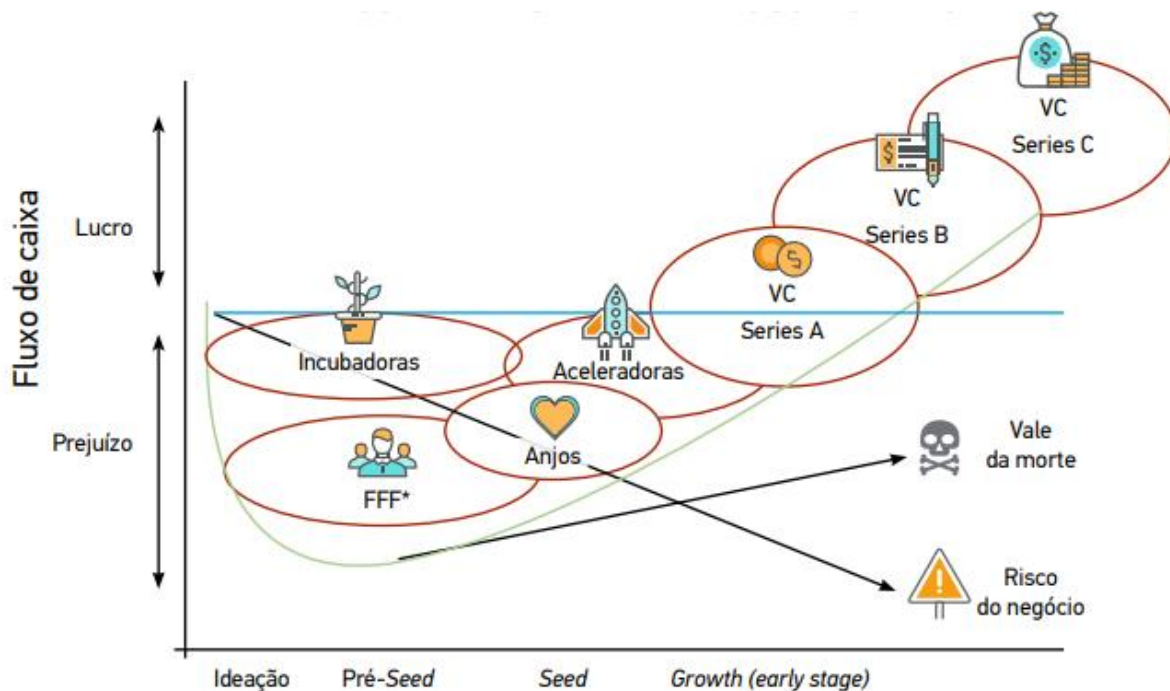 VC
Series C
VC
Series B
VC
Series A
Fluxo de caixa
Lucro
Prejuízo
Incubadoras
Aceleradoras
Anjos
FFF*
Vale
da morte
Risco
do negócio
Ideação
Pré-Seed
Seed
Growth (early stage)